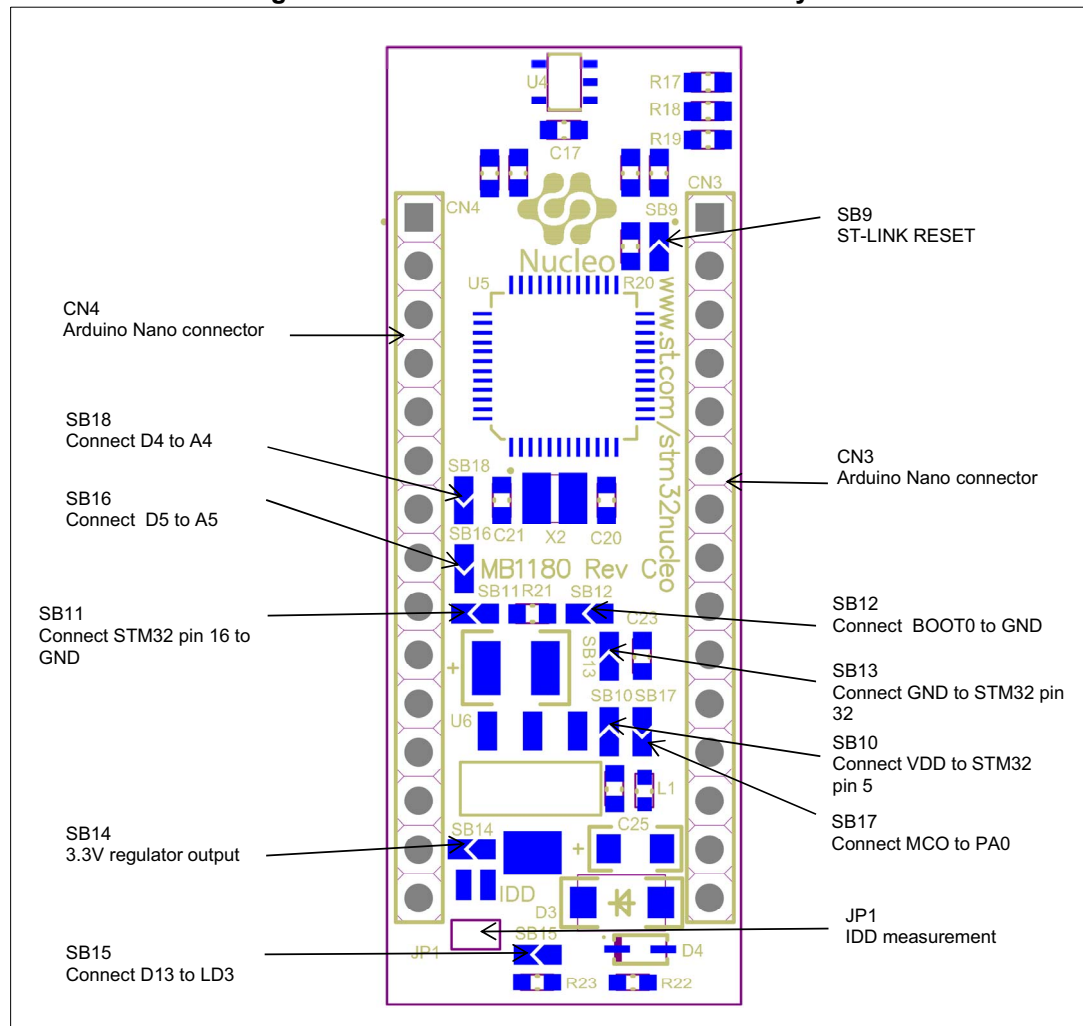 U4
R17
R18
R19
C17
CN4
CN3
SB9
Nucleo
U5
R20
www.st.com/stm32nucleo
SB9
ST-LINK RESET
CN4
Arduino Nano connector
SB18
Connect D4 to A4
SB16
Connect D5 to A5
CN3
Arduino Nano connector
SB18
SB16
C21
X2
C20
MB1180 Rev C
SB11
R21
SB12
C23
SB13
SB11
Connect STM32 pin 16 to
GND
SB12
Connect BOOT0 to GND
SB13
Connect GND to STM32 pin
32
SB10
Connect VDD to STM32
pin 5
SB17
Connect MCO to PA0
+
SB10
SB17
U6
L1
SB14
C25
+
IDD
D3
SB14
3.3V regulator output
JP1
SB15
D4
R23
R22
JP1
IDD measurement
SB15
Connect D13 to LD3